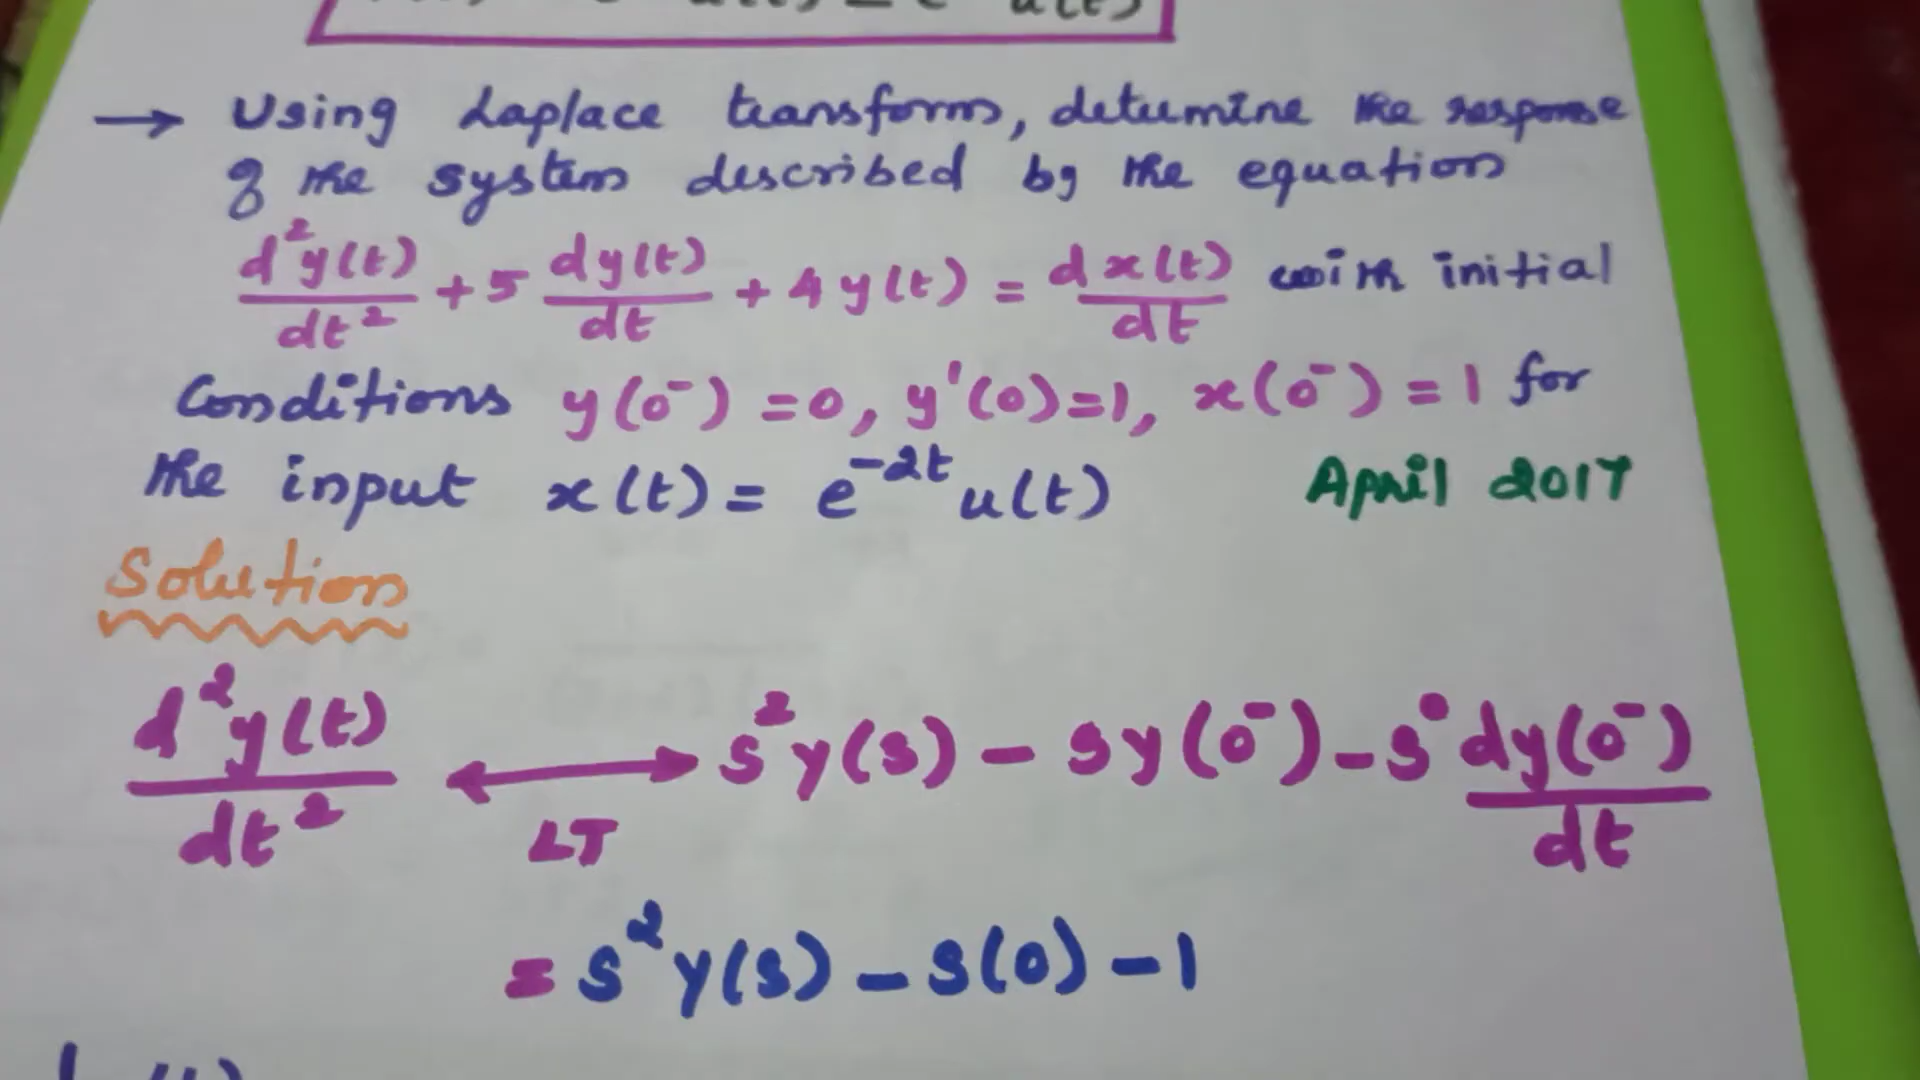 → Using Laplace transform, determine the response
of the system described by the equation
d²y(t)/dt² + 5 dy(t)/dt + 4y(t) = dx(t)/dt with initial
Conditions y(0⁻) = 0, y'(0)=1, x(0⁻) = 1 for
the input x(t) = e^{-2t} u(t) April 2017
Solution
d²y(t)/dt² ↔ LT s²y(s) - sy(0⁻) - s⁰ dy(0⁻)/dt
= s²y(s) - s(0) - 1